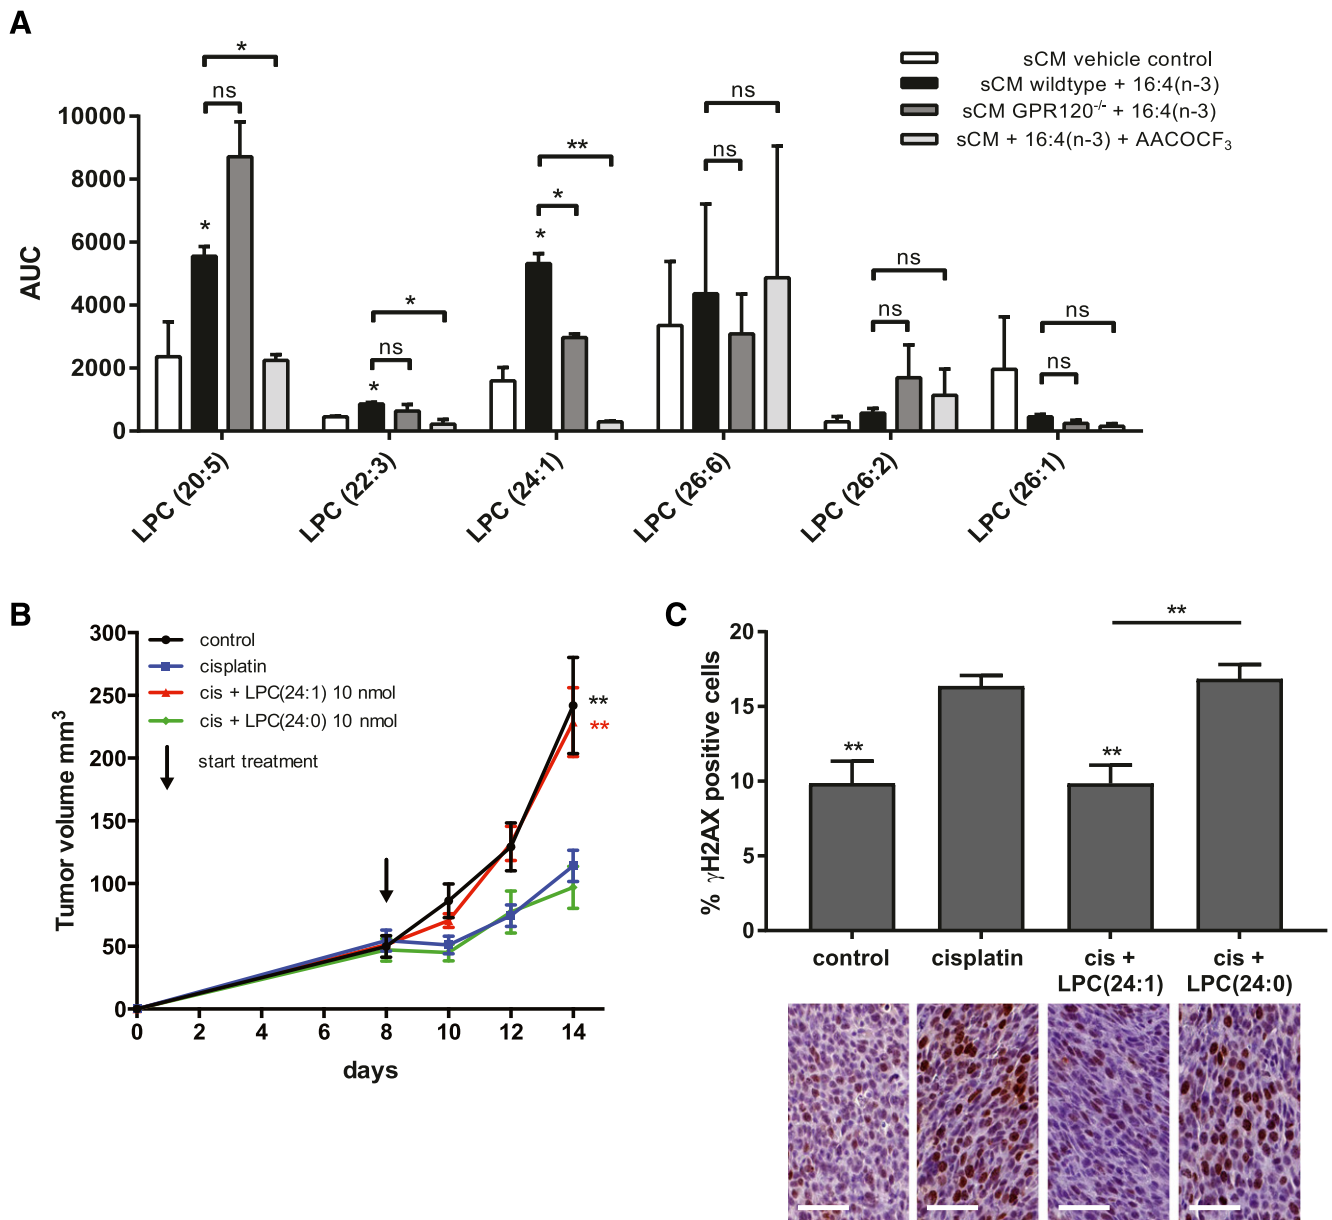 A
*
ns
**
*
*
*
*
ns
*
ns
ns
ns
ns
ns
ns
sCM vehicle control
sCM wildtype + 16:4(n-3)
sCM GPR120-/- + 16:4(n-3)
sCM + 16:4(n-3) + AACOCF3
AUC
10000
8000
6000
4000
2000
0
LPC (20:5)
LPC (22:3)
LPC (24:1)
LPC (26:6)
LPC (26:2)
LPC (26:1)
B
control
cisplatin
cis + LPC(24:1) 10 nmol
cis + LPC(24:0) 10 nmol
start treatment
Tumor volume mm3
300
250
200
150
100
50
0
**
**
0 2 4 6 8 10 12 14
days
C
**
**
**
% γH2AX positive cells
20
15
10
5
0
control
cisplatin
cis +
LPC(24:1)
cis +
LPC(24:0)